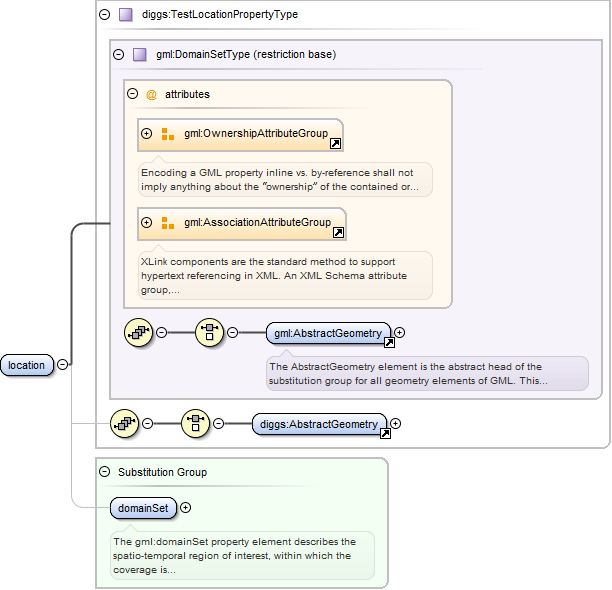 diggs:TestLocationPropertyType
gml:DomainSetType (restriction base)
@ attributes
gml:OwnershipAttributeGroup
Encoding a GML property inline vs. by-reference shall not
imply anything about the "ownership" of the contained or...
gml:AssociationAttributeGroup
XLink components are the standard method to support
hypertext referencing in XML. An XML Schema attribute
group,...
gml:AbstractGeometry
The AbstractGeometry element is the abstract head of the
substitution group for all geometry elements of GML. This...
location
diggs:AbstractGeometry
Substitution Group
domainSet
The gml:domainSet property element describes the
spatio-temporal region of interest, within which the
coverage is...